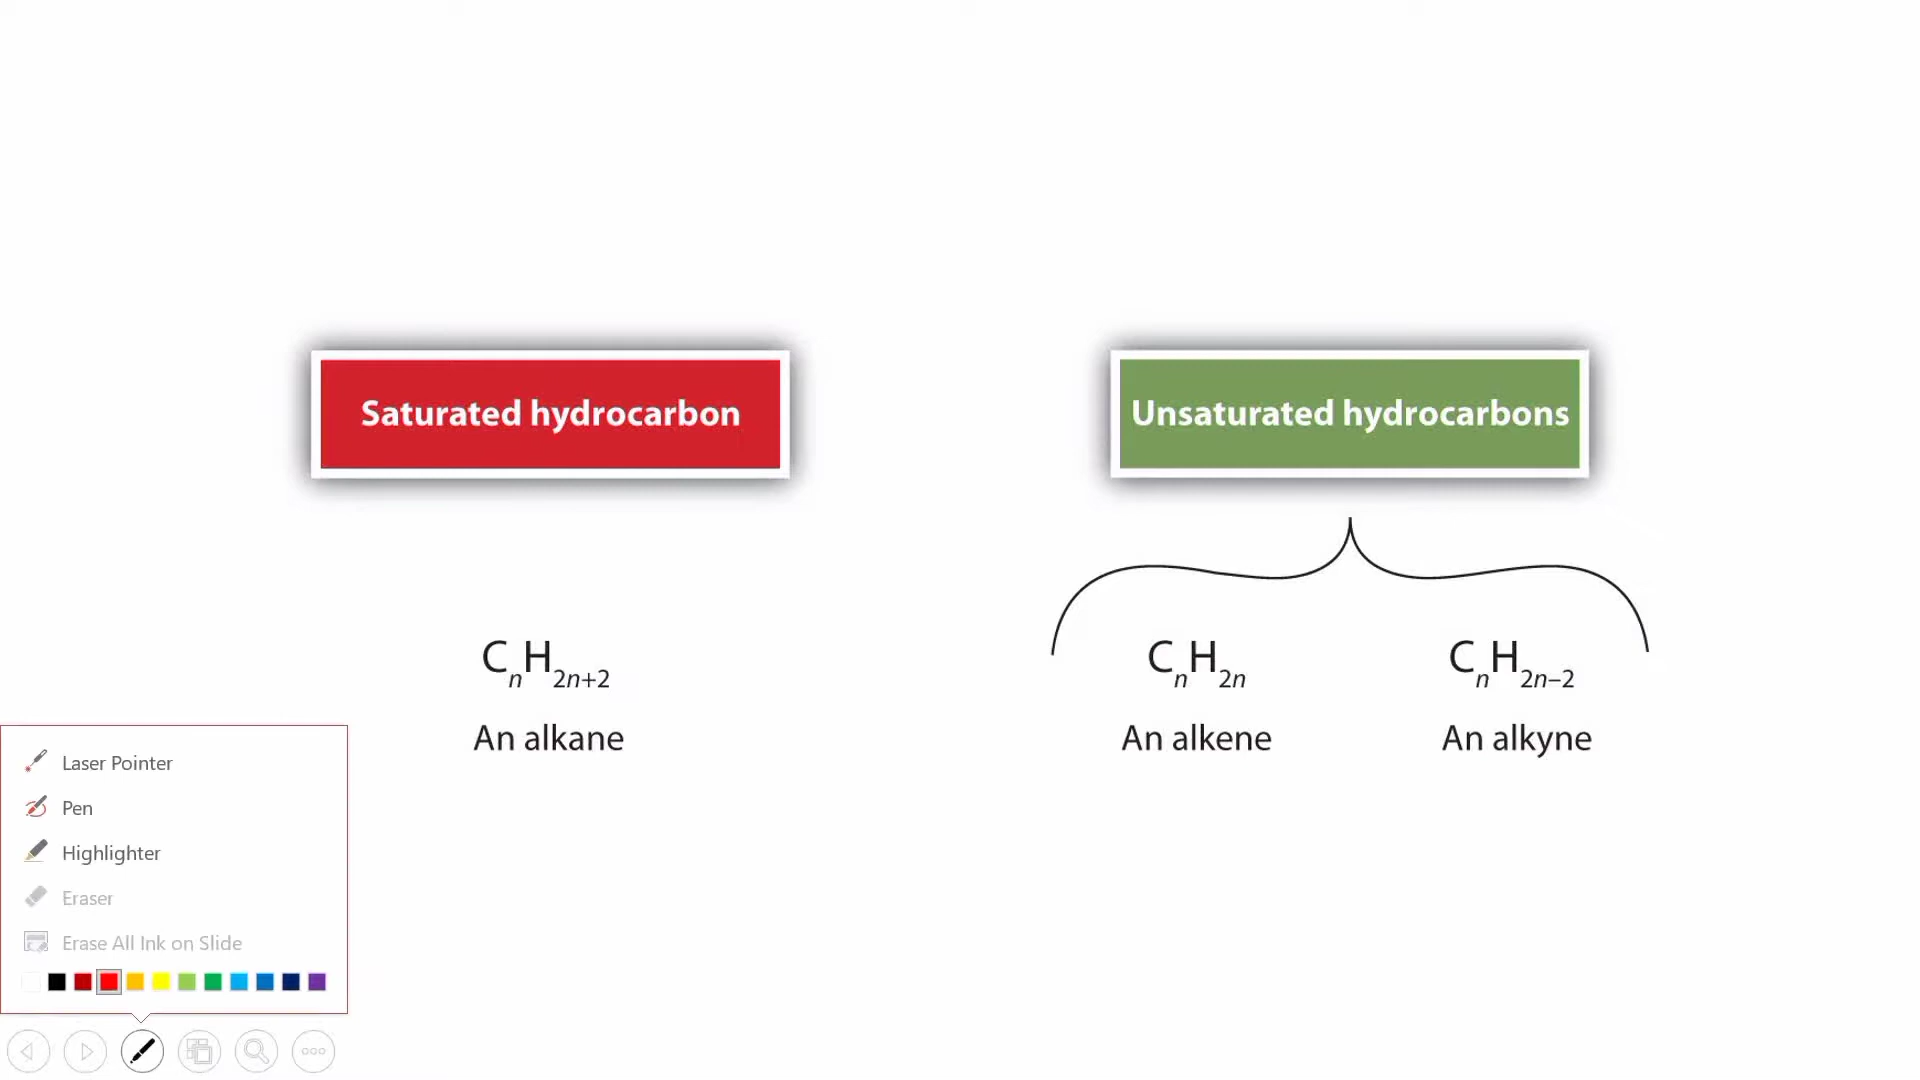 Saturated hydrocarbon
Unsaturated hydrocarbons
CₙH₂ₙ₊₂
CₙH₂ₙ
CₙH₂ₙ₋₂
An alkane
An alkene
An alkyne
Laser Pointer
Pen
Highlighter
Eraser
Erase All Ink on Slide